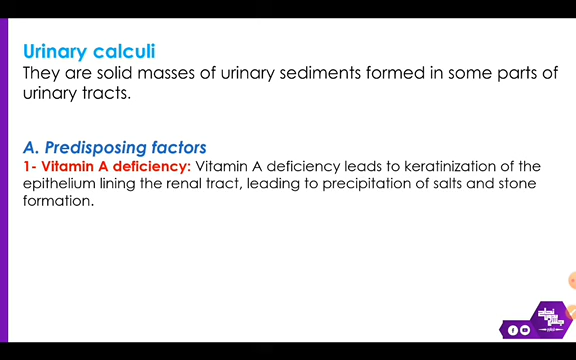 Urinary calculi
They are solid masses of urinary sediments formed in some parts of
urinary tracts.
A. Predisposing factors
1- Vitamin A deficiency: Vitamin A deficiency leads to keratinization of the
epithelium lining the renal tract, leading to precipitation of salts and stone
formation.